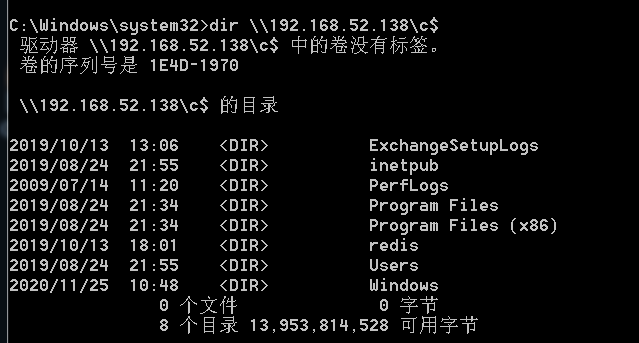 C:\Windows\system32>dir \\192.168.52.138\c$
驱动器 \\192.168.52.138\c$ 中的卷没有标签。
卷的序列号是 1E4D-1970
\\192.168.52.138\c$ 的目录
2019/10/13  13:06    <DIR>          ExchangeSetupLogs
2019/08/24  21:55    <DIR>          inetpub
2009/07/14  11:20    <DIR>          PerfLogs
2019/08/24  21:34    <DIR>          Program Files
2019/08/24  21:34    <DIR>          Program Files (x86)
2019/10/13  18:01    <DIR>          redis
2019/08/24  21:55    <DIR>          Users
2020/11/25  10:48    <DIR>          Windows
0 个文件              0 字节
8 个目录 13,953,814,528 可用字节